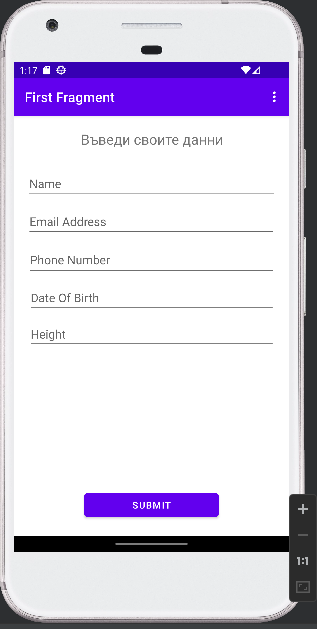 1:17
First Fragment
Въведи своите данни
Name
Email Address
Phone Number
Date Of Birth
Height
SUBMIT
1:1